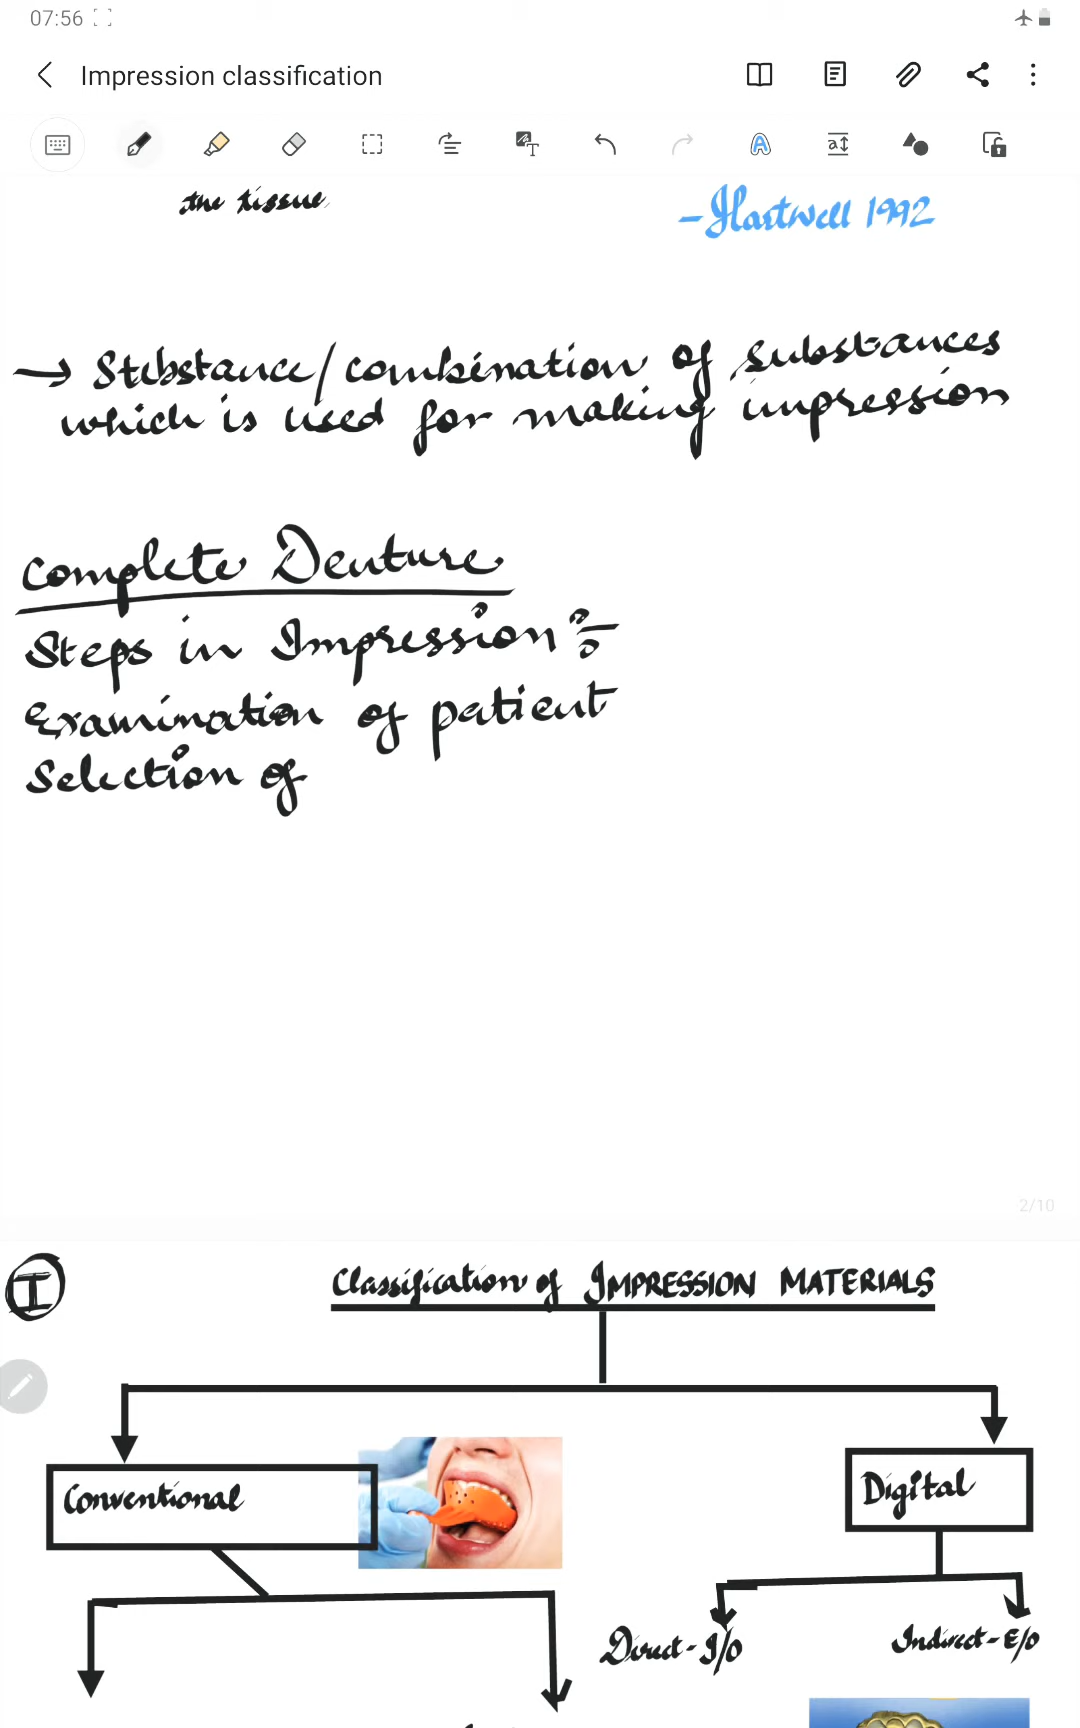 07:56
Impression classification
the tissue,
-Hartwell 1992
→ Substance/combination of substances
which is used for making impression
Complete Denture
Steps in Impression :-
Examination of patient
Selection of
2/10
I
Classification of IMPRESSION MATERIALS
Conventional
Digital
Direct - I/O
Indirect - E/O